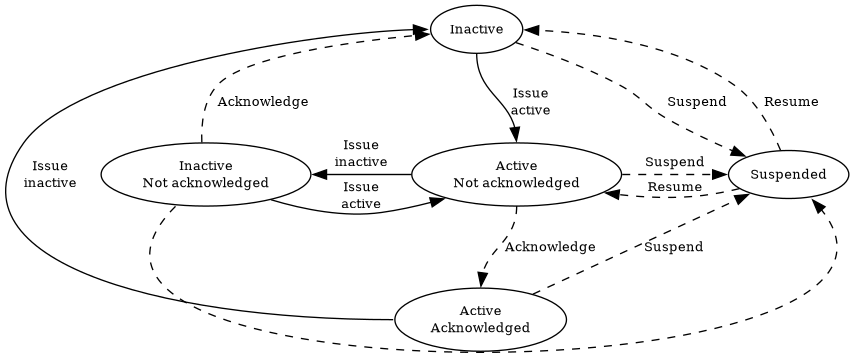 Inactive
Issue
active
Acknowledge
Suspend
Resume
Issue
inactive
Inactive
Not acknowledged
Issue
inactive
Issue
active
Active
Not acknowledged
Suspend
Resume
Suspended
Acknowledge
Suspend
Active
Acknowledged